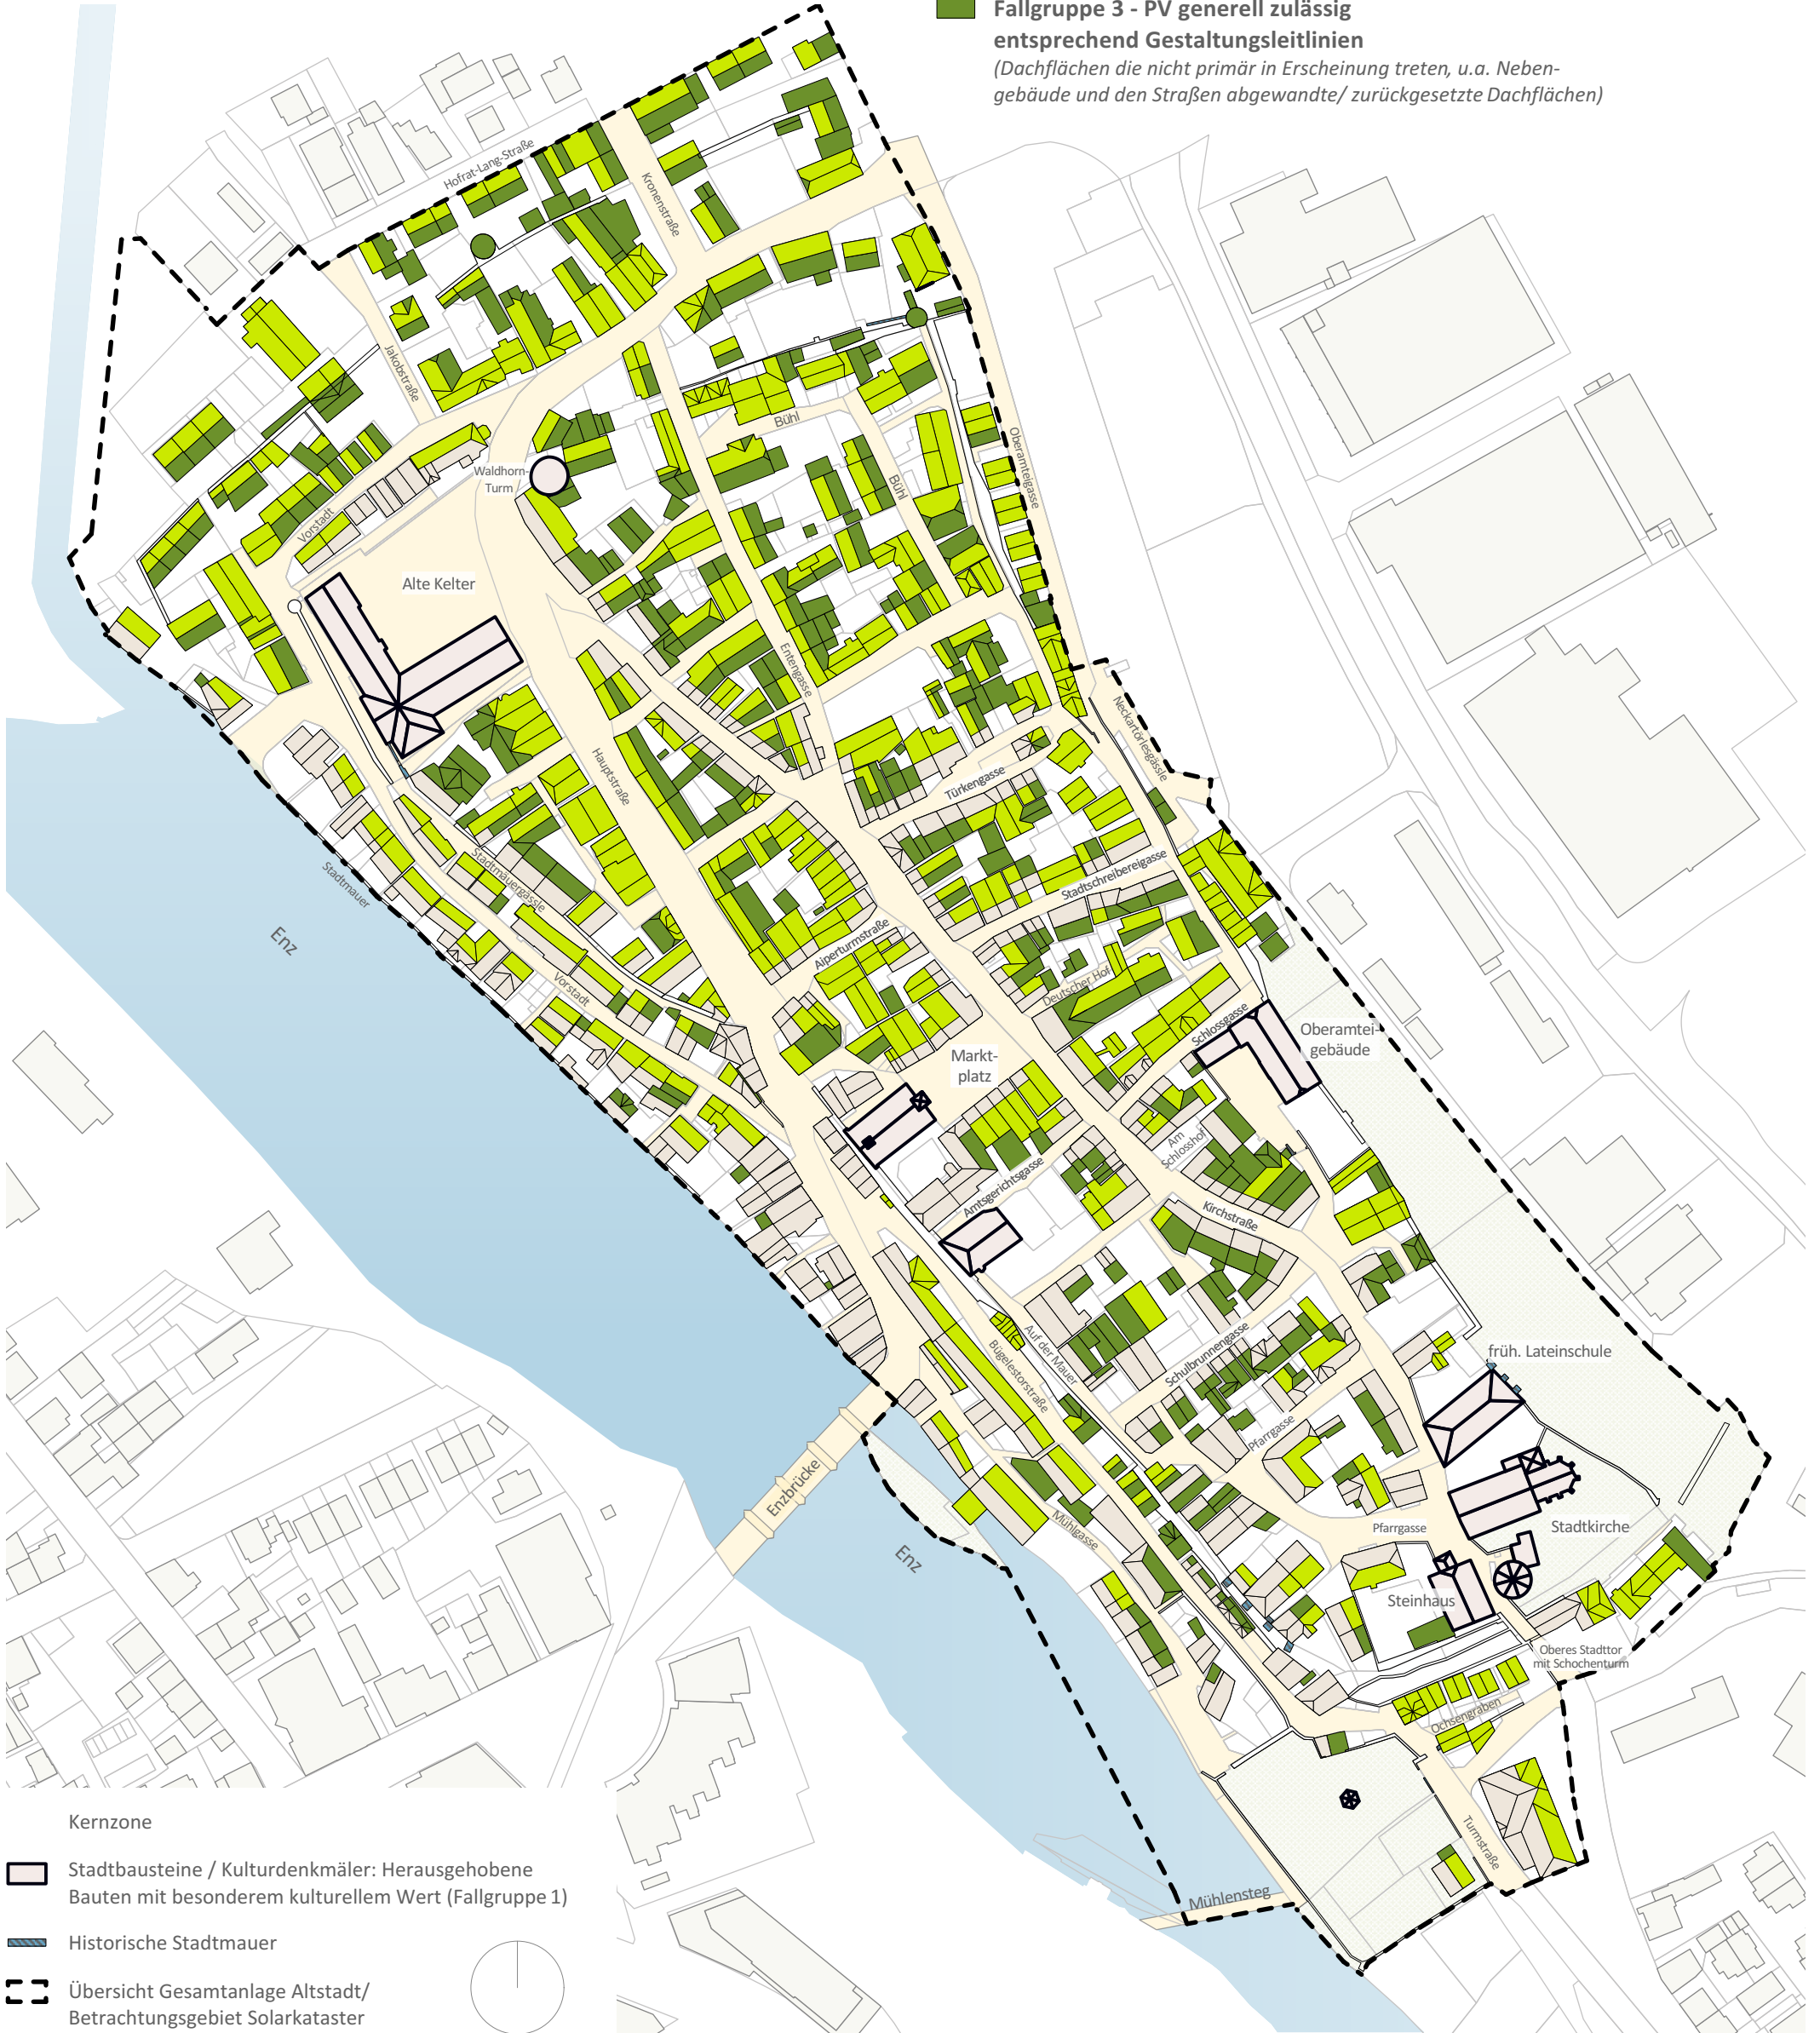 Fallgruppe 3 - PV generell zulässig
entsprechend Gestaltungsleitlinien
(Dachflächen die nicht primär in Erscheinung treten, u.a. Neben-
gebäude und den Straßen abgewandte/ zurückgesetzte Dachflächen)
Hofrat-Lang-Straße
Kronenstraße
Jakobstraße
Bühl
Bühl
Oberamteigasse
Waldhorn-
Turm
Vorstadt
Alte Kelter
Entengasse
Neckartörlesgässle
Hauptstraße
Türkengasse
Stadtmauergässle
Stadtmauer
Stadtschreibereigasse
Enz
Aiperturmstraße
Deutscher Hof
Vorstadt
Schlossgasse
Oberamtei-
gebäude
Markt-
platz
Am
Schlosshof
Amtsgerichtsgasse
Kirchstraße
Auf der Mauer
Bügelestorstraße
Schulbrunnengasse
früh. Lateinschule
Pfarrgasse
Enzbrücke
Mühlgasse
Pfarrgasse
Stadtkirche
Enz
Steinhaus
Oberes Stadttor
mit Schochenturm
Ochsengraben
Turmstraße
Mühlensteg
Kernzone
Stadtbausteine / Kulturdenkmäler: Herausgehobene
Bauten mit besonderem kulturellem Wert (Fallgruppe 1)
Historische Stadtmauer
Übersicht Gesamtanlage Altstadt/
Betrachtungsgebiet Solarkataster